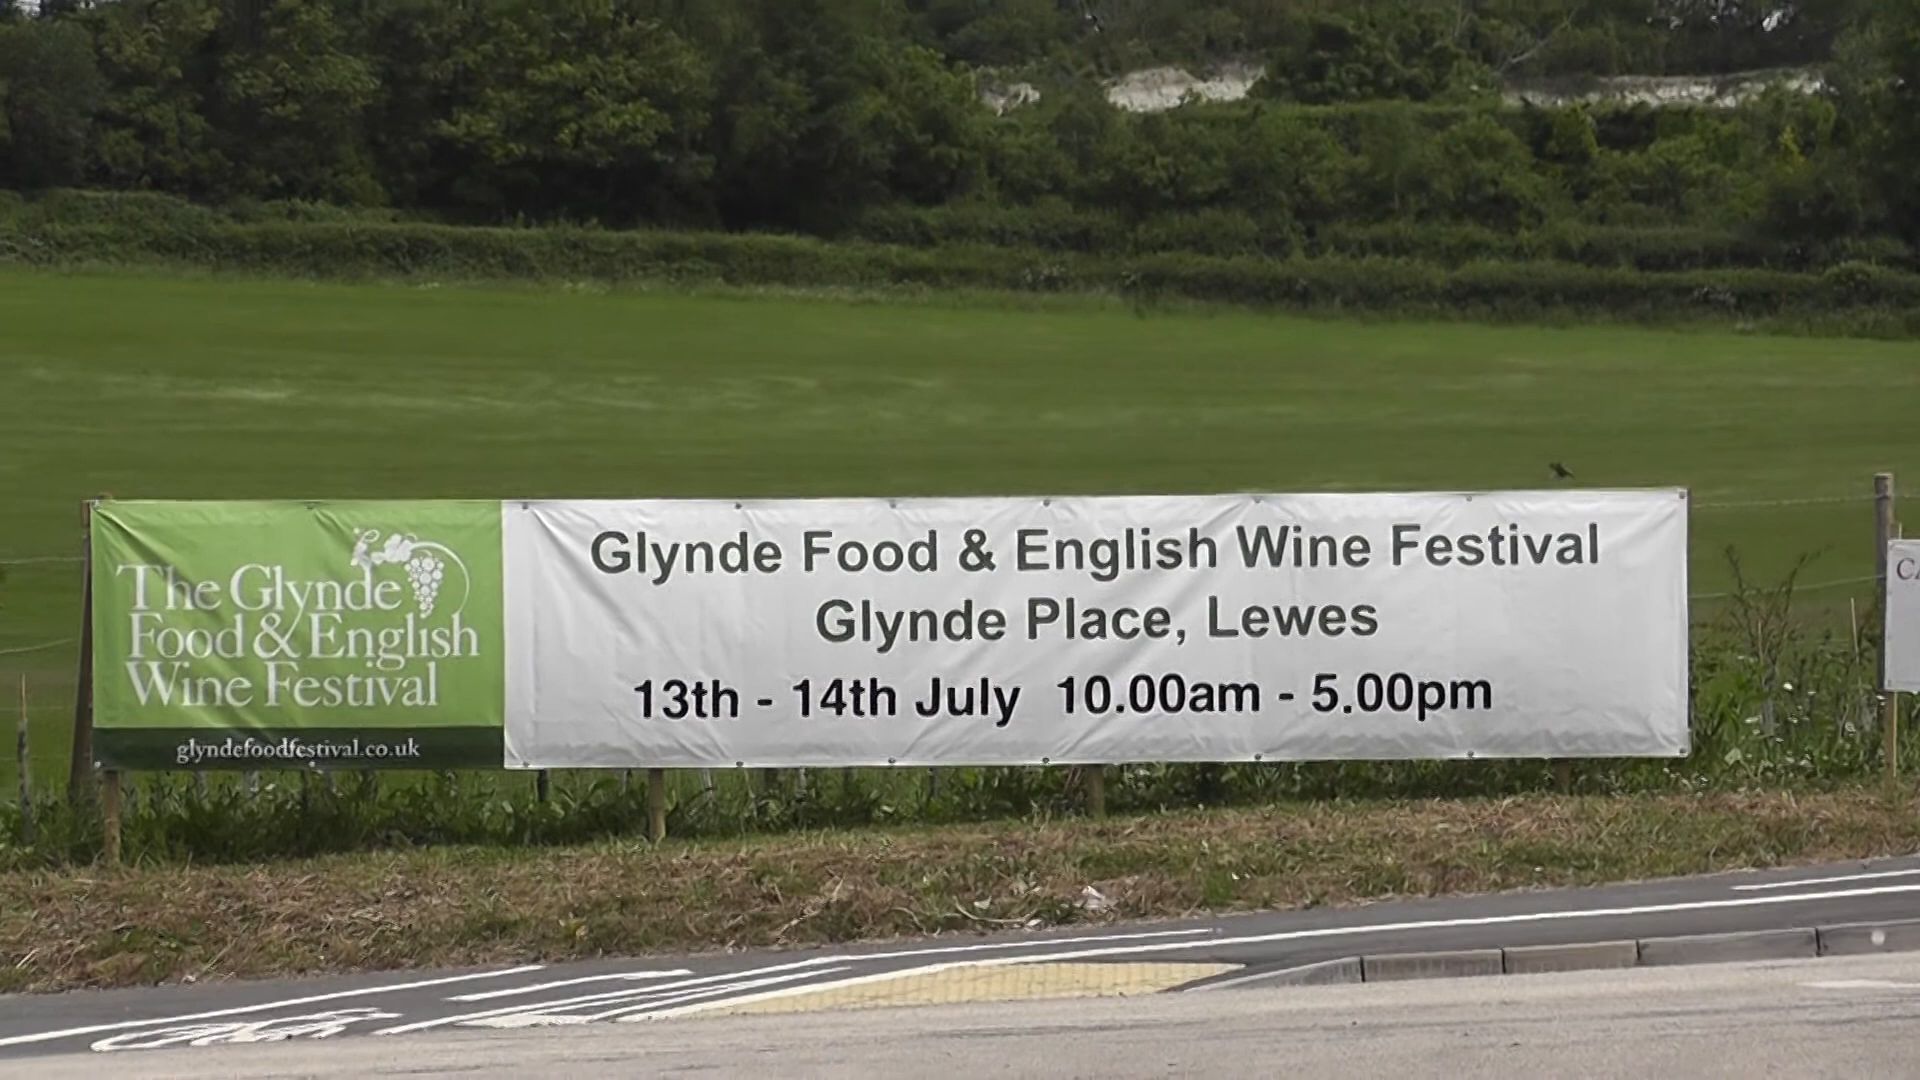 The Glynde
Food & English
Wine Festival
glyndefoodfestival.co.uk
Glynde Food & English Wine Festival
Glynde Place, Lewes
13th - 14th July 10.00am - 5.00pm
CA